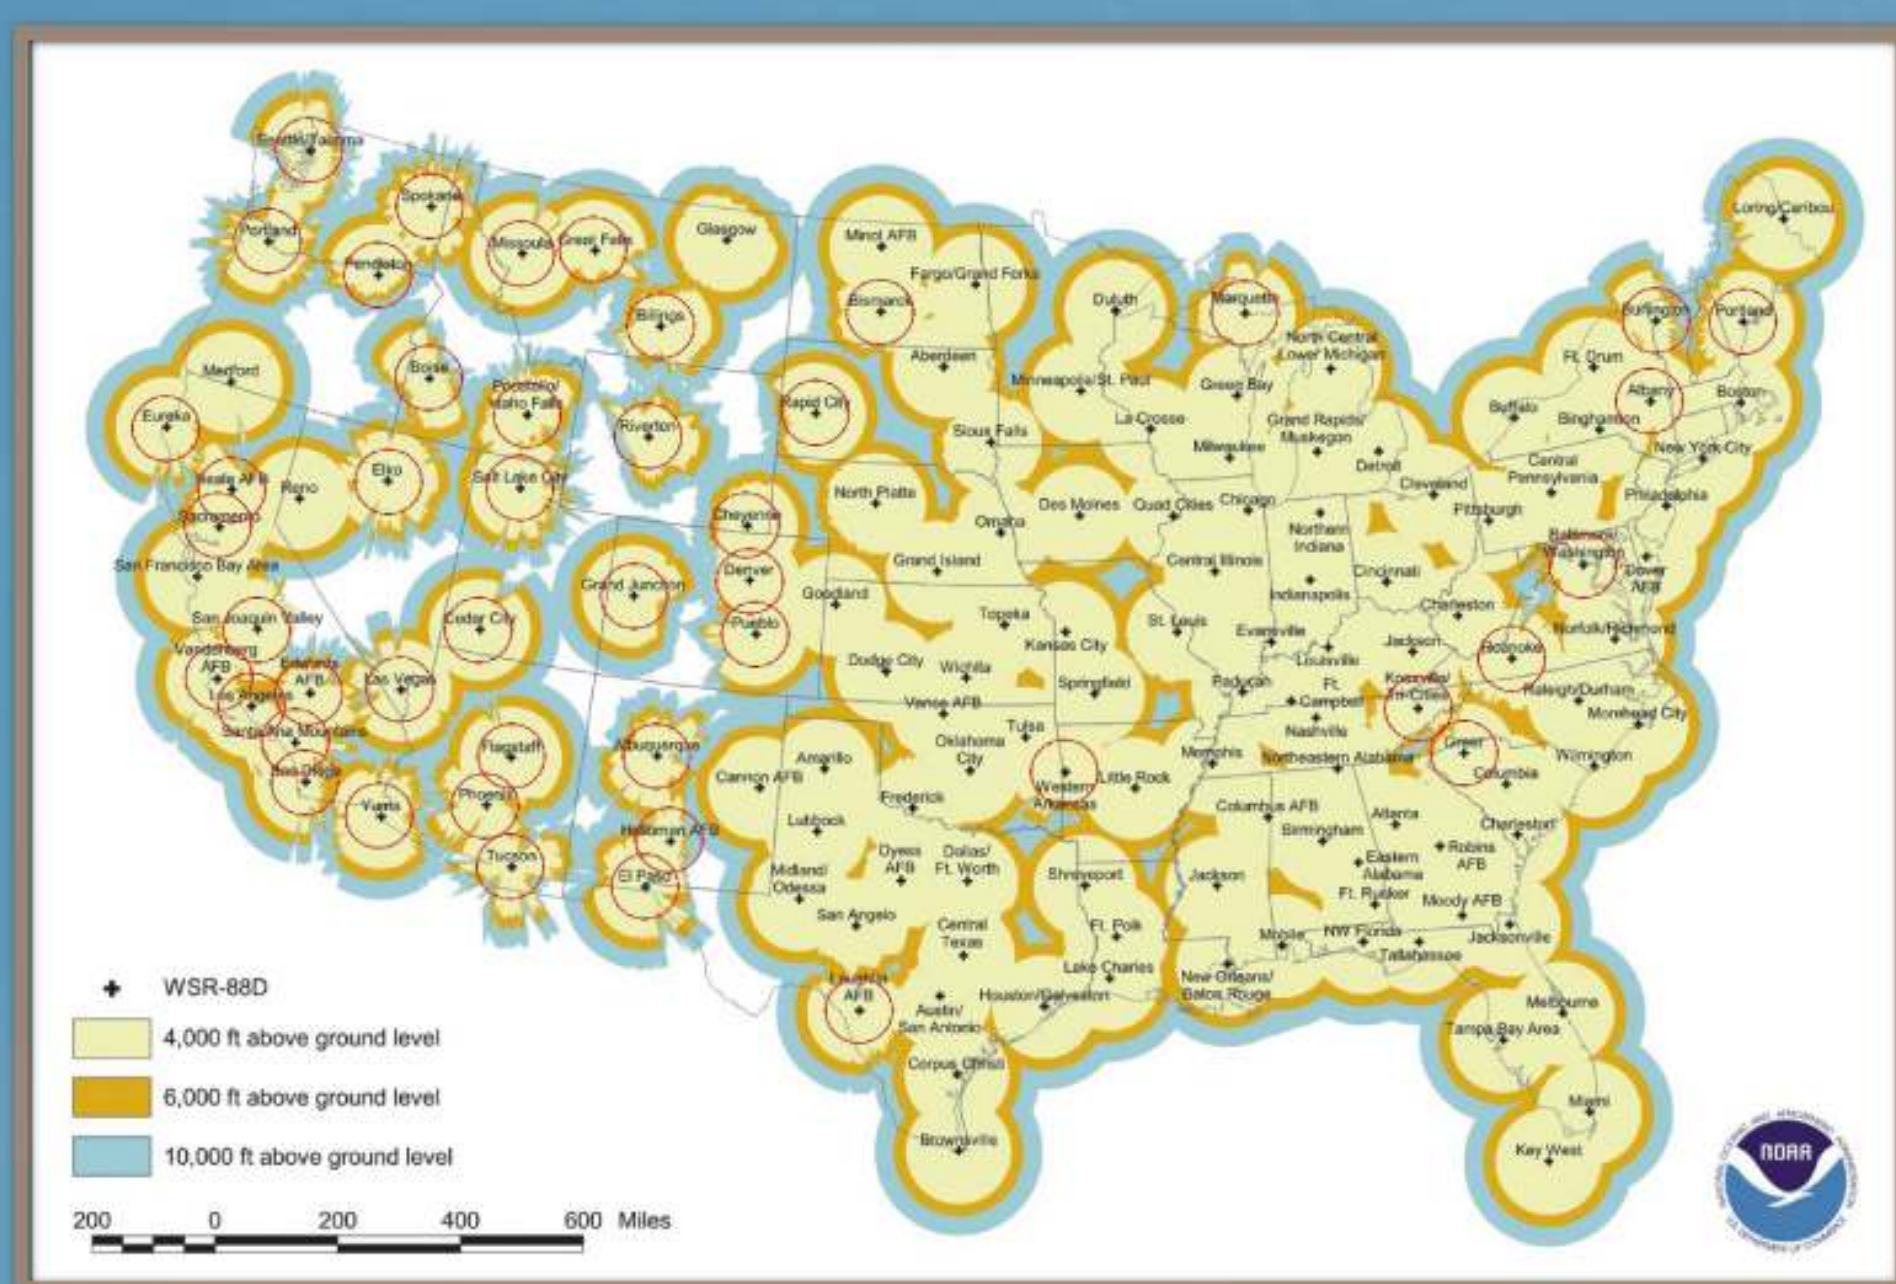 Seattle/Tacoma
Spokane
Portland
Pendleton
Missoula
Great Falls
Glasgow
Billings
Minot AFB
Fargo/Grand Forks
Bismarck
Duluth
Marquette
Loring/Caribou
Burlington
Portland
North Central
Lower Michigan
Ft. Drum
Medford
Boise
Pocatello/
Idaho Falls
Aberdeen
Minneapolis/St. Paul
Green Bay
Albany
Boston
Eureka
Riverton
Rapid City
Sioux Falls
La Crosse
Grand Rapids/
Muskegon
Buffalo
Binghamton
Milwaukee
Detroit
New York City
Beale AFB
Reno
Elko
Salt Lake City
North Platte
Des Moines
Quad Cities
Chicago
Cleveland
Central
Pennsylvania
Philadelphia
Sacramento
Cheyenne
Omaha
Northern
Indiana
Pittsburgh
Baltimore/
Washington
San Francisco Bay Area
Grand Junction
Denver
Grand Island
Central Illinois
Indianapolis
Cincinnati
Dover
AFB
Goodland
Charleston
San Joaquin Valley
Cedar City
Pueblo
Topeka
Kansas City
St. Louis
Evansville
Louisville
Jackson
Roanoke
Norfolk/Richmond
Vandenberg
AFB
Edwards
AFB
Las Vegas
Dodge City
Wichita
Springfield
Paducah
Ft.
Campbell
Knoxville/
Tri-Cities
Raleigh/Durham
Morehead City
Los Angeles
Vance AFB
Nashville
Santa Ana Mountains
Flagstaff
Albuquerque
Amarillo
Oklahoma
City
Tulsa
Memphis
Northeastern Alabama
Greer
Wilmington
San Diego
Cannon AFB
Western
Arkansas
Little Rock
Columbia
Yuma
Phoenix
Frederick
Columbus AFB
Atlanta
Charleston
Holloman AFB
Lubbock
Birmingham
Robins
AFB
Tucson
El Paso
Midland/
Odessa
Dyess
AFB
Dallas/
Ft. Worth
Shreveport
Jackson
Eastern
Alabama
Ft. Rucker
Moody AFB
San Angelo
Central
Texas
Ft. Polk
Mobile
NW Florida
Tallahassee
Jacksonville
Laughlin
AFB
Lake Charles
New Orleans/
Baton Rouge
Houston/Galveston
Austin/
San Antonio
Melbourne
Tampa Bay Area
Corpus Christi
Miami
Brownsville
Key West
WSR-88D
4,000 ft above ground level
6,000 ft above ground level
10,000 ft above ground level
200 0 200 400 600 Miles
NOAA